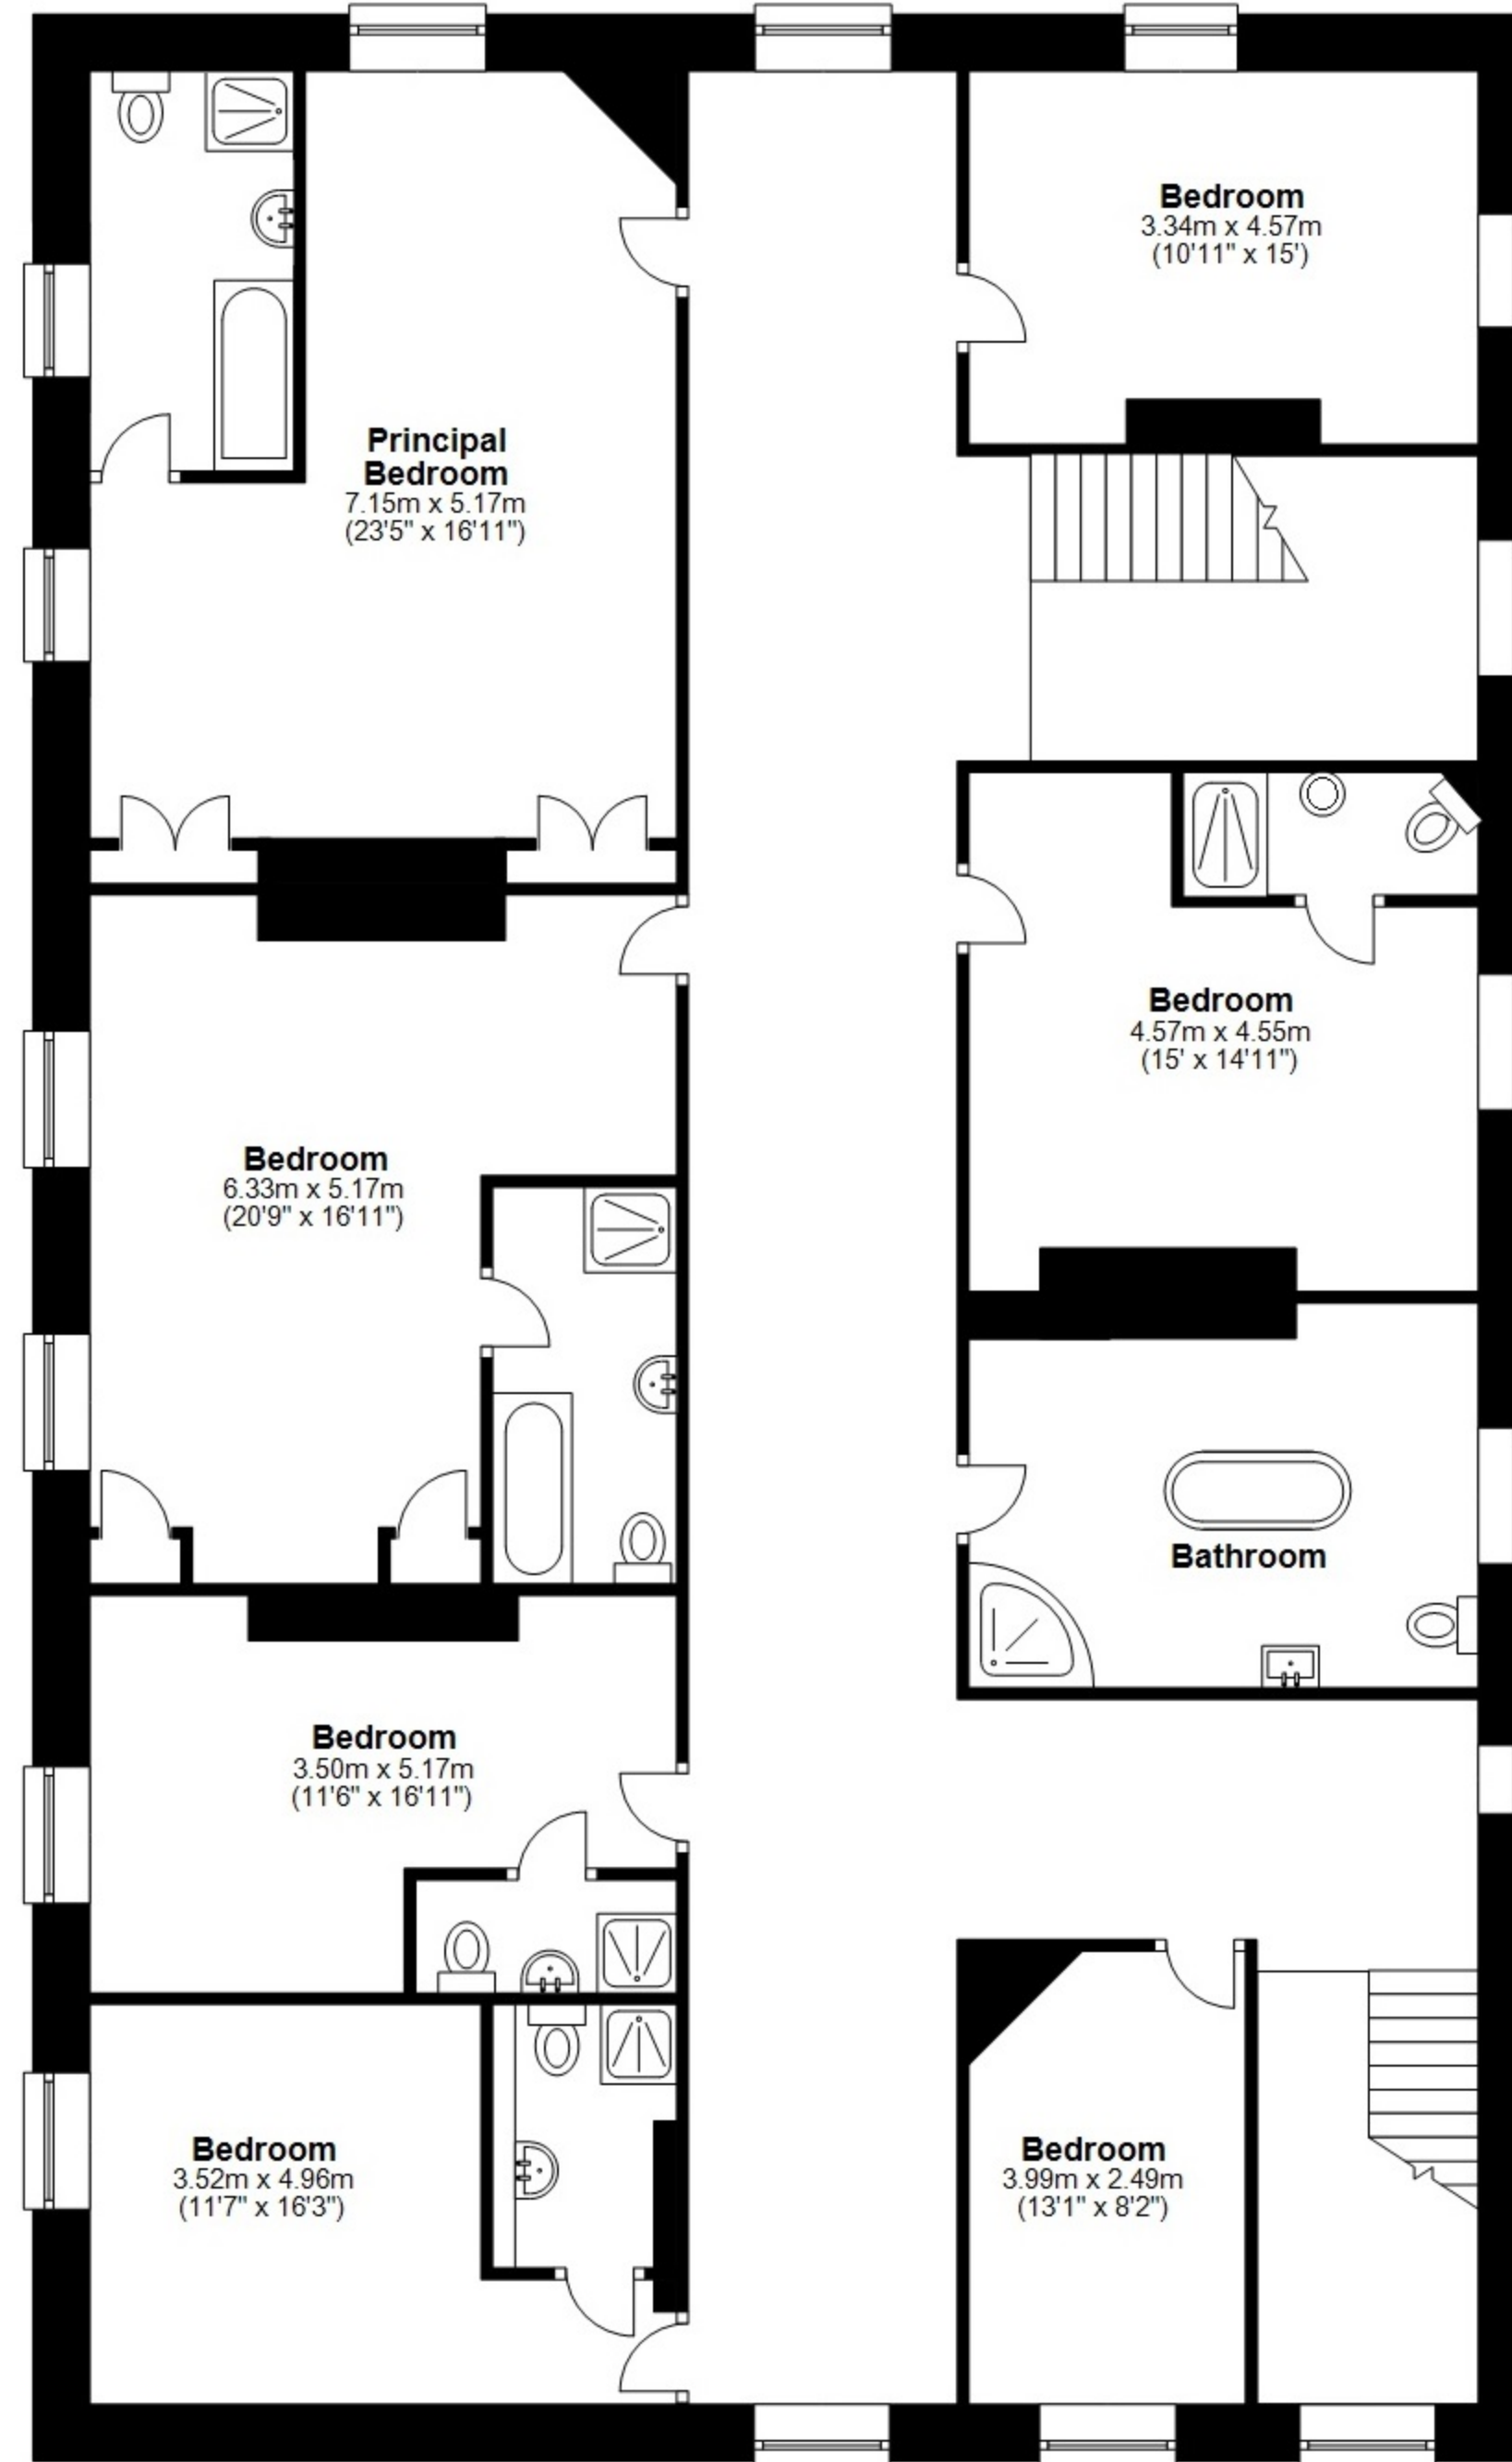 Principal
Bedroom
7.15m x 5.17m
(23'5" x 16'11")
Bedroom
3.34m x 4.57m
(10'11" x 15')
Bedroom
6.33m x 5.17m
(20'9" x 16'11")
Bedroom
4.57m x 4.55m
(15' x 14'11")
Bathroom
Bedroom
3.50m x 5.17m
(11'6" x 16'11")
Bedroom
3.52m x 4.96m
(11'7" x 16'3")
Bedroom
3.99m x 2.49m
(13'1" x 8'2")